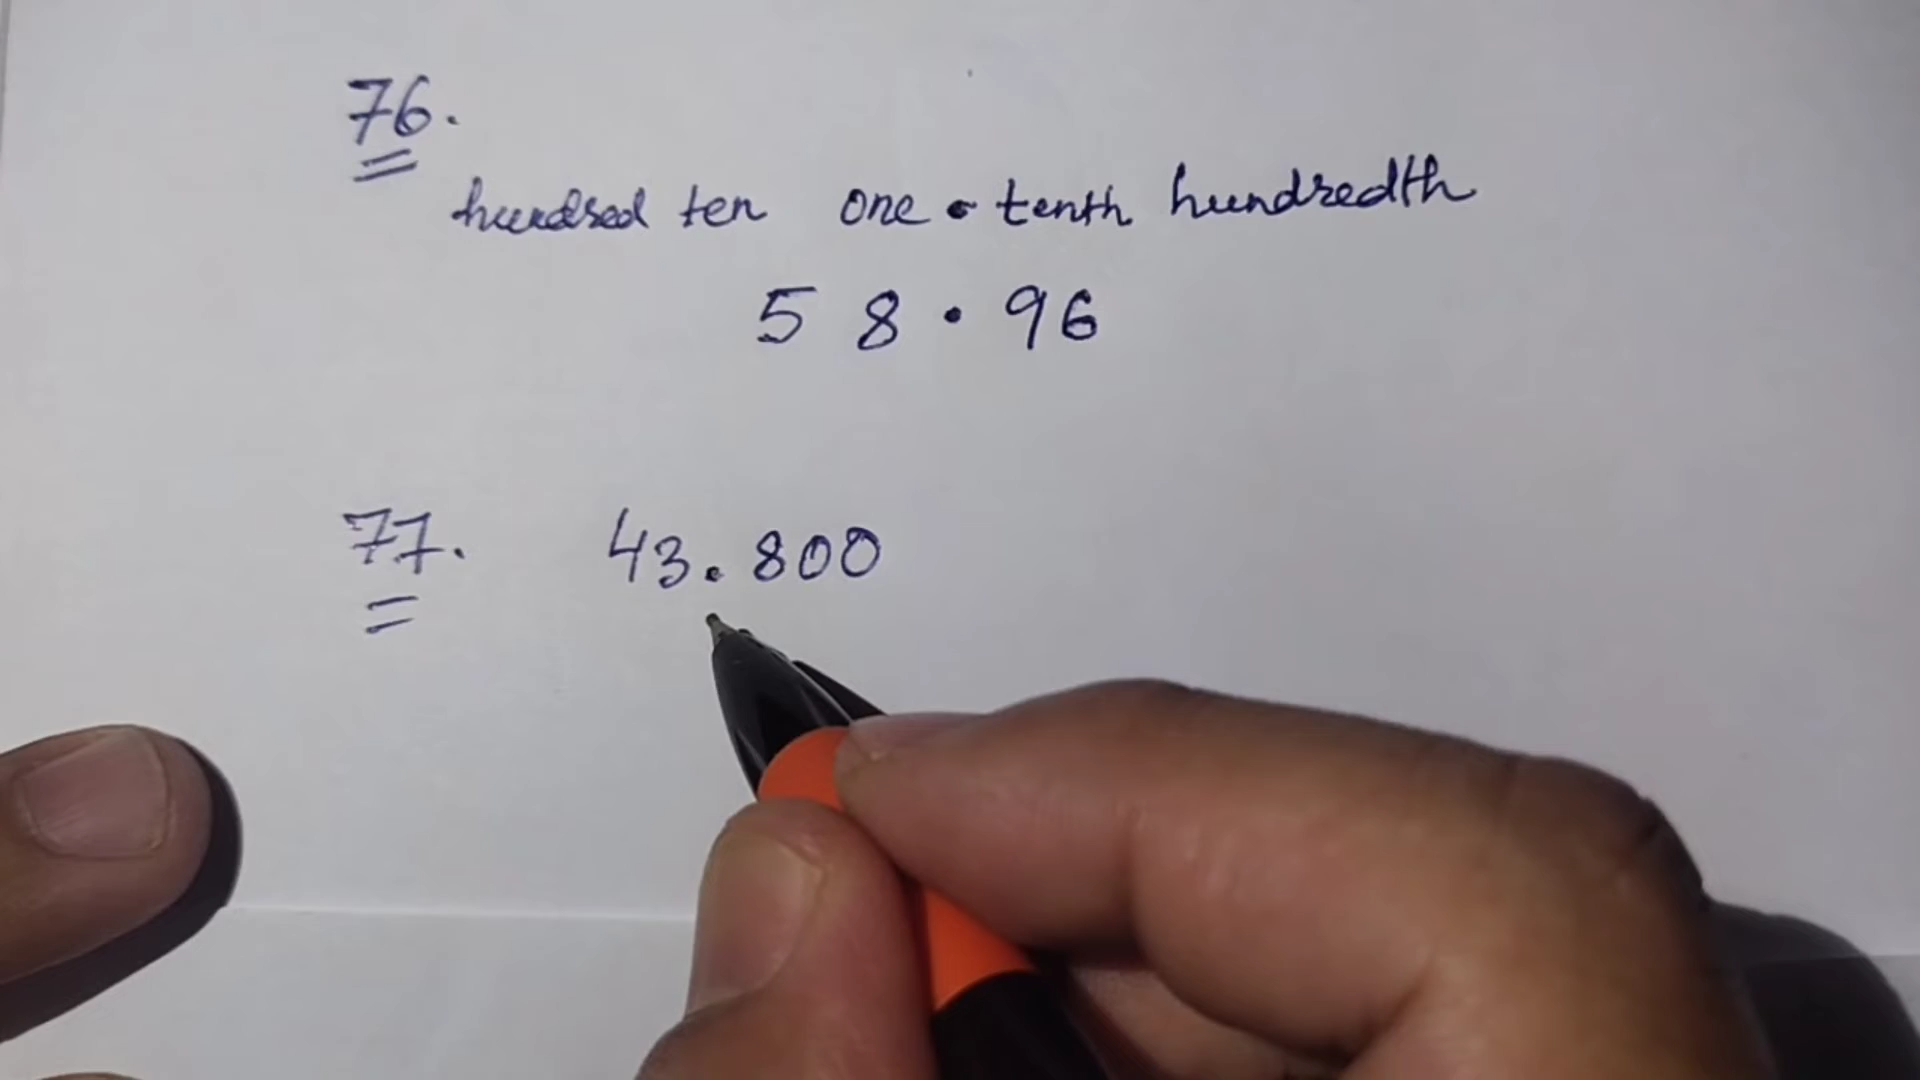 76.
hundred ten one . tenth hundredth
5 8 . 96
77. 43.800